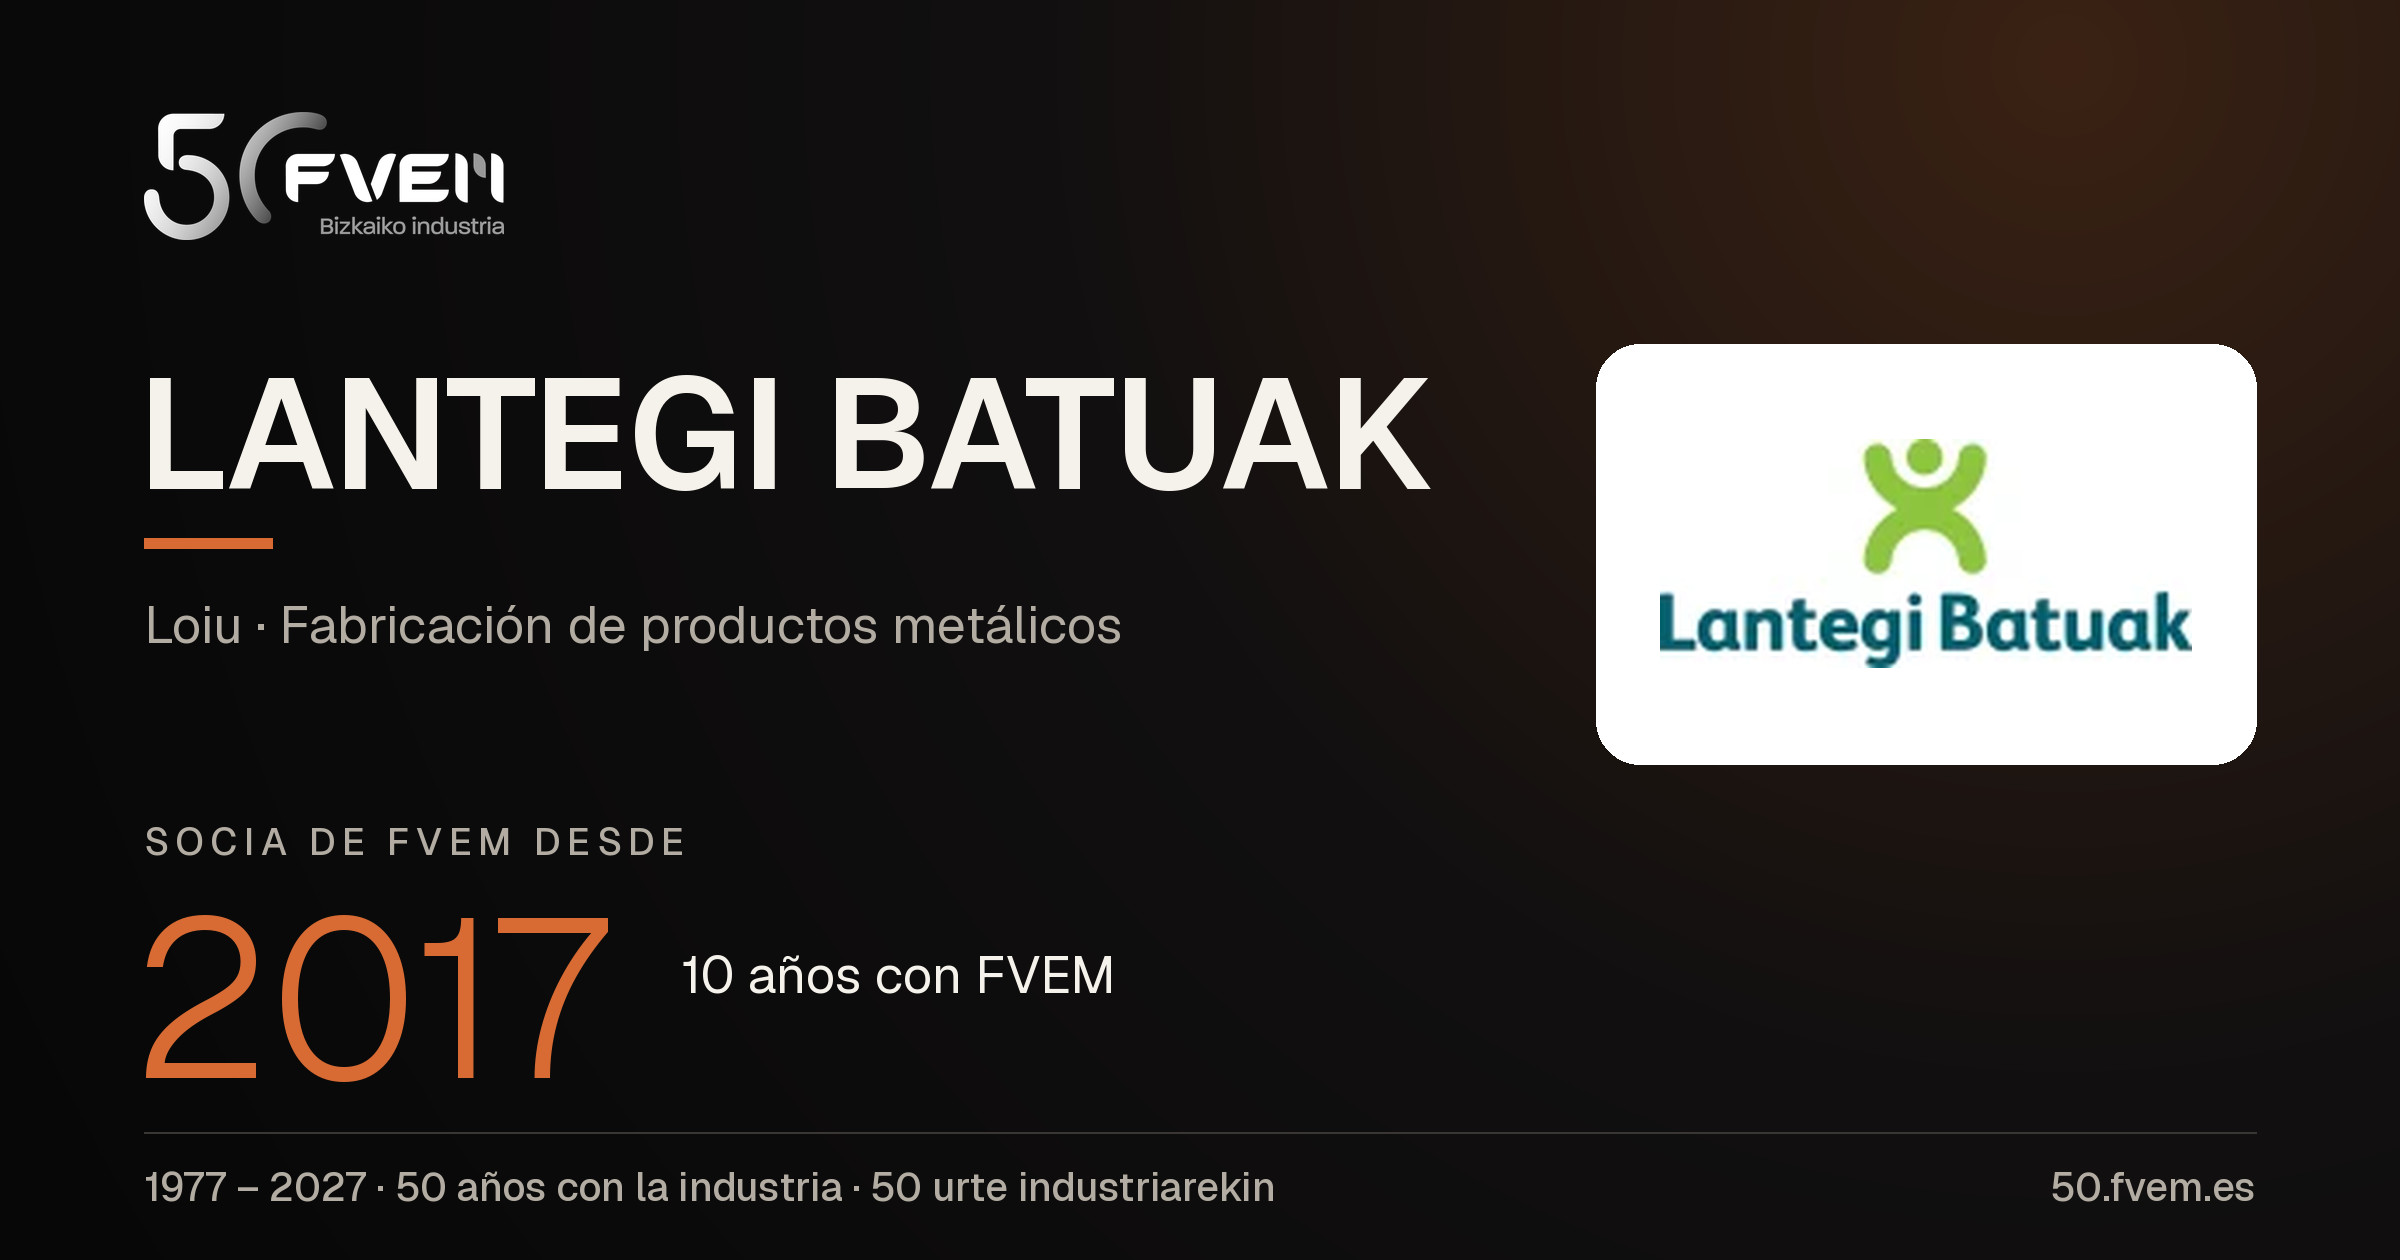 50 FVEM
Bizkaiko industria
LANTEGI BATUAK
Loiu · Fabricación de productos metálicos
Lantegi Batuak
SOCIA DE FVEM DESDE
2017
10 años con FVEM
1977 – 2027 · 50 años con la industria · 50 urte industriarekin
50.fvem.es